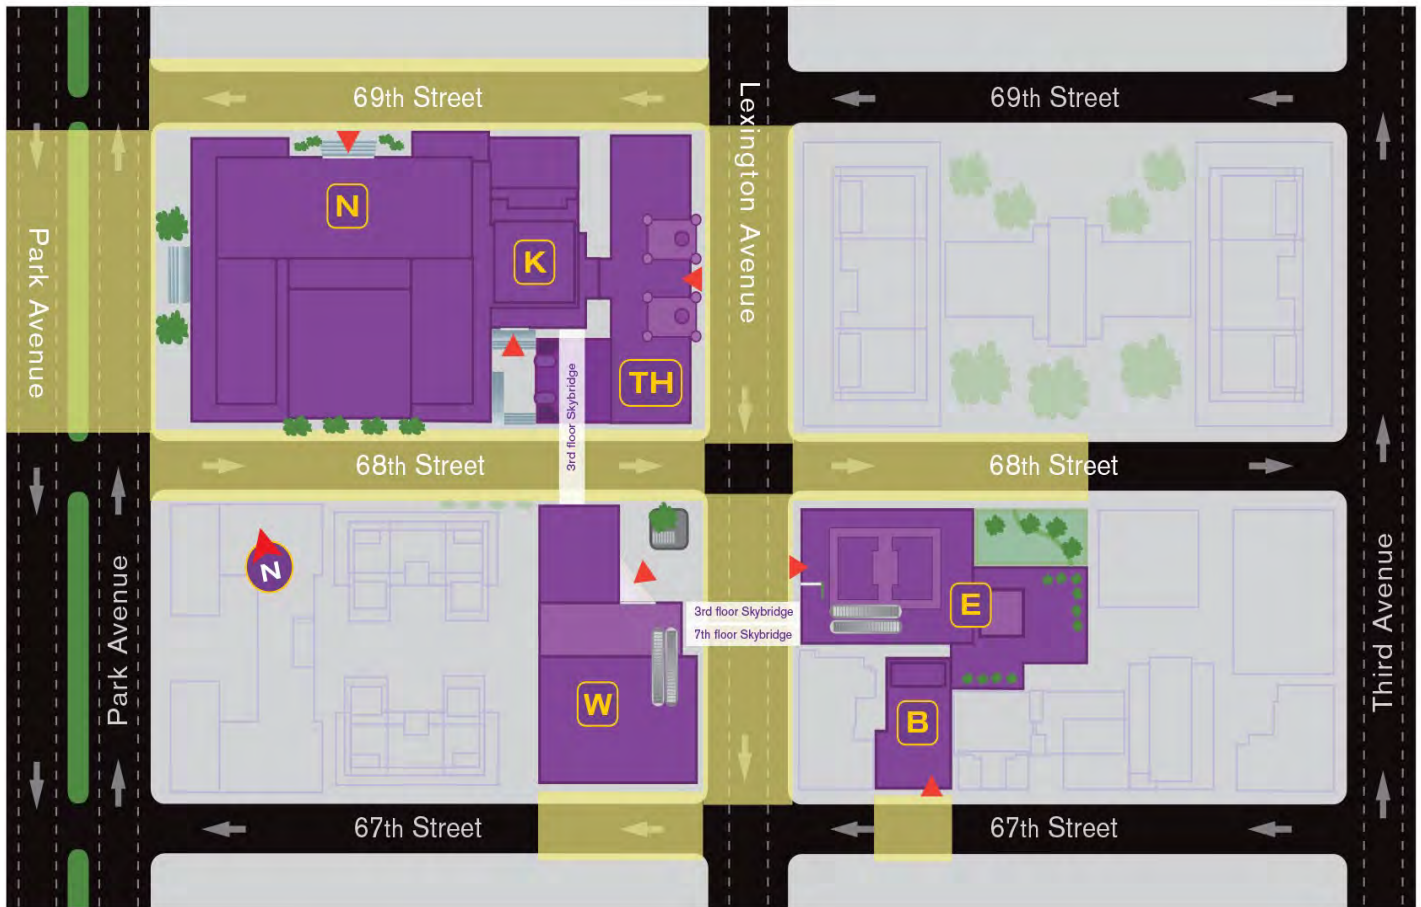 69th Street
69th Street
Lexington Avenue
Park Avenue
N
K
TH
3rd floor Skybridge
68th Street
68th Street
N
Park Avenue
Third Avenue
3rd floor Skybridge
7th floor Skybridge
E
W
B
67th Street
67th Street